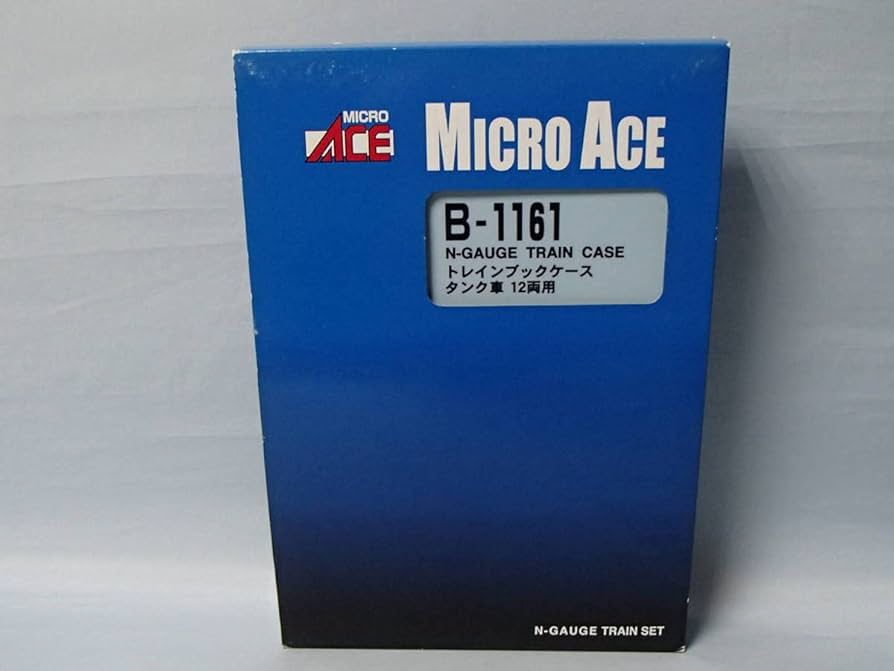 MICRO
ACE
MICRO ACE
B-1161
N-GAUGE TRAIN CASE
トレインブックケース
タンク車 12両用
N-GAUGE TRAIN SET